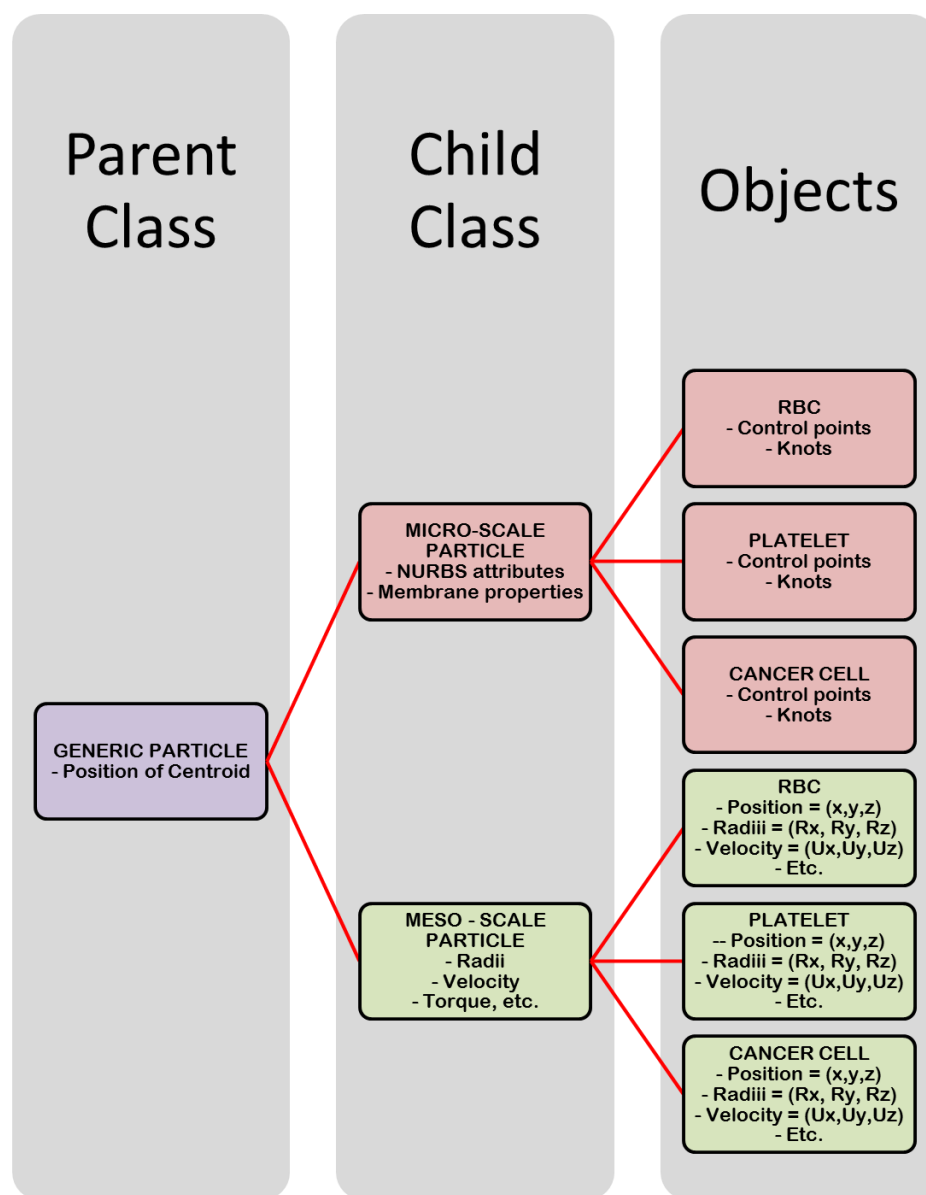 Parent
Class
Child
Class
Objects
GENERIC PARTICLE
- Position of Centroid
MICRO-SCALE
PARTICLE
- NURBS attributes
- Membrane properties
MESO - SCALE
PARTICLE
- Radii
- Velocity
- Torque, etc.
RBC
- Control points
- Knots
PLATELET
- Control points
- Knots
CANCER CELL
- Control points
- Knots
RBC
- Position = (x,y,z)
- Radiii = (Rx, Ry, Rz)
- Velocity = (Ux,Uy,Uz)
- Etc.
PLATELET
-- Position = (x,y,z)
- Radiii = (Rx, Ry, Rz)
- Velocity = (Ux,Uy,Uz)
- Etc.
CANCER CELL
- Position = (x,y,z)
- Radiii = (Rx, Ry, Rz)
- Velocity = (Ux,Uy,Uz)
- Etc.